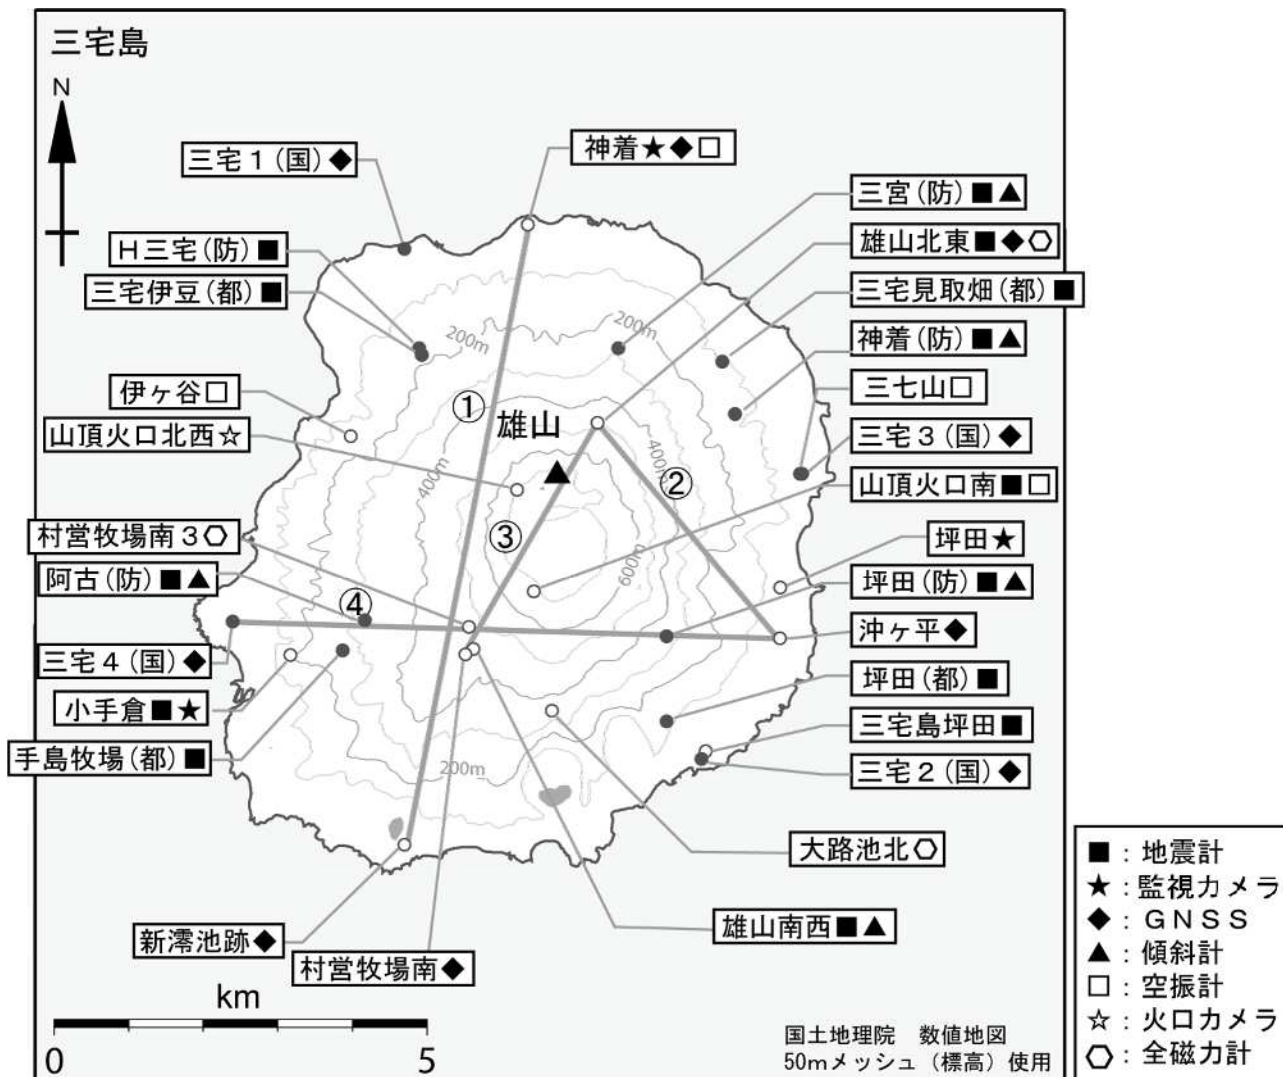 三宅島
N
神着★◆□
三宅１(国)◆
三宮(防)■▲
H三宅(防)■
雄山北東■◆⬡
三宅伊豆(都)■
三宅見取畑(都)■
200m
200m
神着(防)■▲
伊ヶ谷□
三七山□
①
雄山
山頂火口北西☆
三宅３(国)◆
400m
400m
②
山頂火口南■□
村営牧場南３⬡
③
坪田★
600m
阿古(防)■▲
坪田(防)■▲
④
沖ヶ平◆
三宅４(国)◆
坪田(都)■
小手倉■★
三宅島坪田■
手島牧場(都)■
200m
三宅２(国)◆
大路池北⬡
雄山南西■▲
新澪池跡◆
村営牧場南◆
km
0
5
国土地理院　数値地図
50mメッシュ（標高）使用
■：地震計
★：監視カメラ
◆：ＧＮＳＳ
▲：傾斜計
□：空振計
☆：火口カメラ
⬡：全磁力計